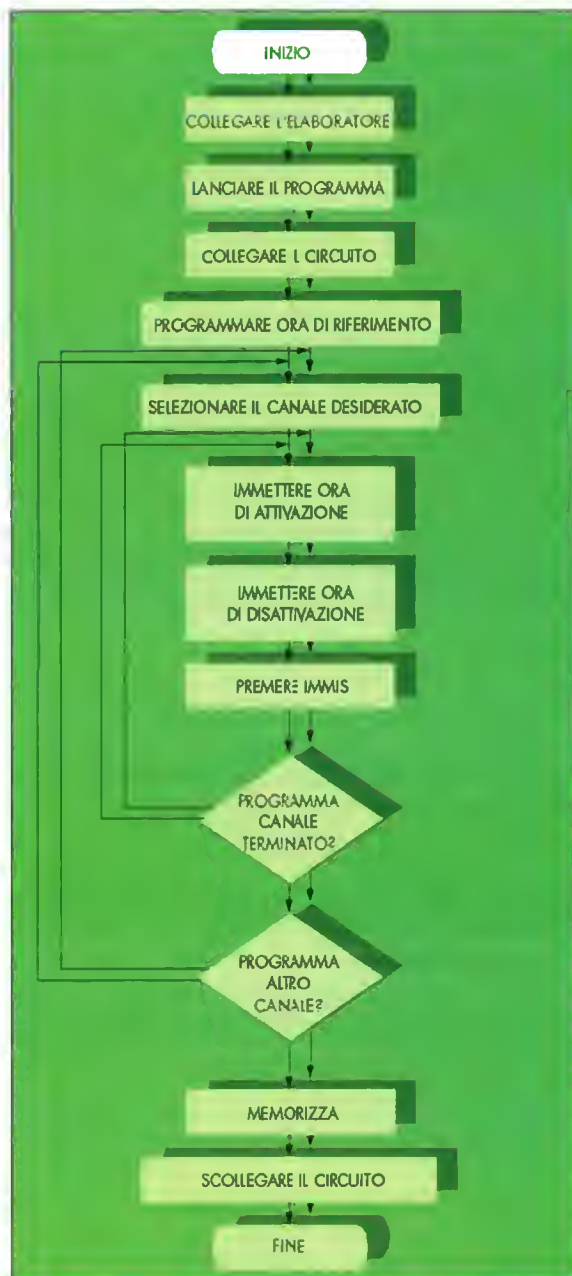 INIZIO
COLLEGARE L'ELABORATORE
LANCIARE IL PROGRAMMA
COLLEGARE I. CIRCUITO
PROGRAMMARE ORA DI RIFERIMENTO
SELEZIONARE IL CANALE DESIDERATO
IMMETTERE ORA
DI ATTIVAZIONE
IMMETTERE ORA
DI DISATTIVAZIONE
PREMERE IMMIS
PROGRAMMA
CANALE
TERMINATO?
PROGRAMMA
ALTRO
CANALE?
MEMORIZZA
SCOLLEGARE IL CIRCUITO
FINE